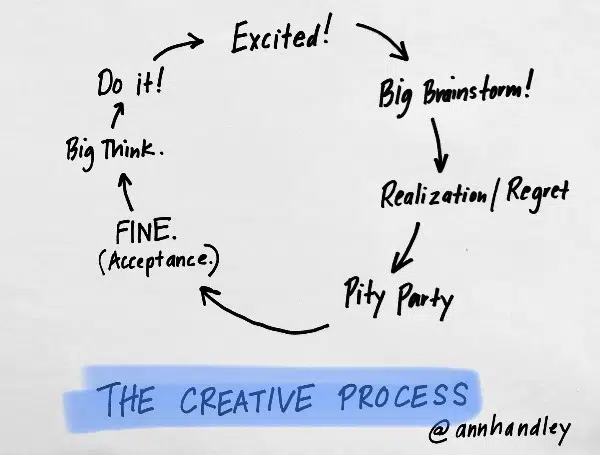 Excited!
Big Brainstorm!
Realization/Regret
Pity Party
FINE.
(Acceptance.)
Big Think.
Do it!
THE CREATIVE PROCESS
@annhandley